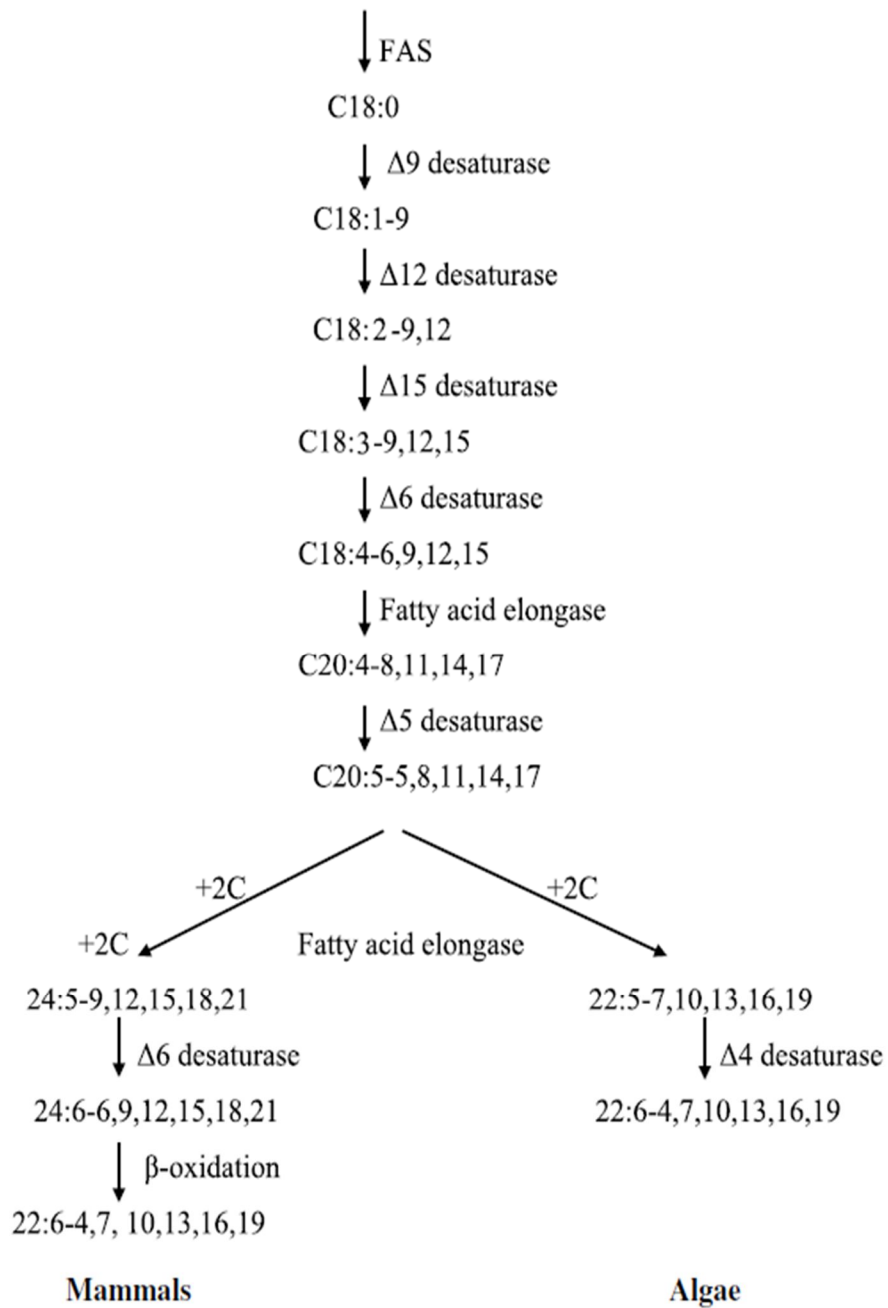 FAS
C18:0
Δ9 desaturase
C18:1-9
Δ12 desaturase
C18:2-9,12
Δ15 desaturase
C18:3-9,12,15
Δ6 desaturase
C18:4-6,9,12,15
Fatty acid elongase
C20:4-8,11,14,17
Δ5 desaturase
C20:5-5,8,11,14,17
+2C +2C
+2C Fatty acid elongase
24:5-9,12,15,18,21 22:5-7,10,13,16,19
Δ6 desaturase Δ4 desaturase
24:6-6,9,12,15,18,21 22:6-4,7,10,13,16,19
β-oxidation
22:6-4,7, 10,13,16,19
Mammals Algae